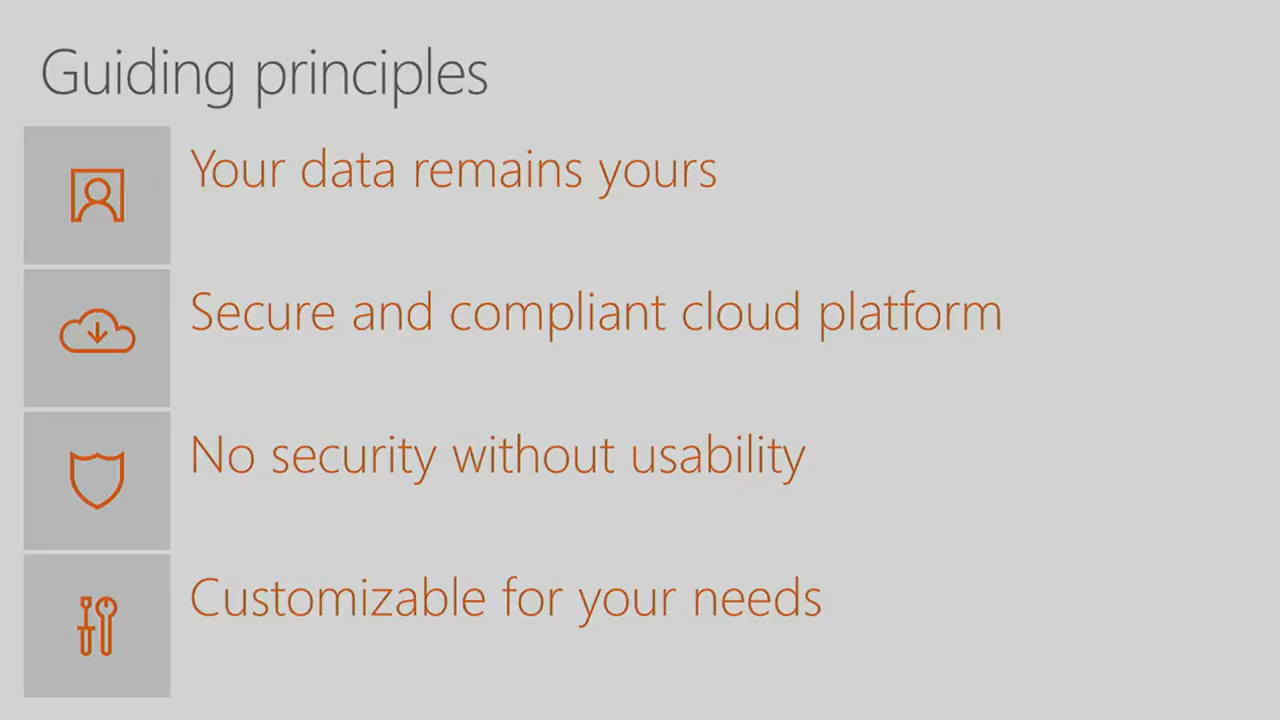 Guiding principles
Your data remains yours
Secure and compliant cloud platform
No security without usability
Customizable for your needs